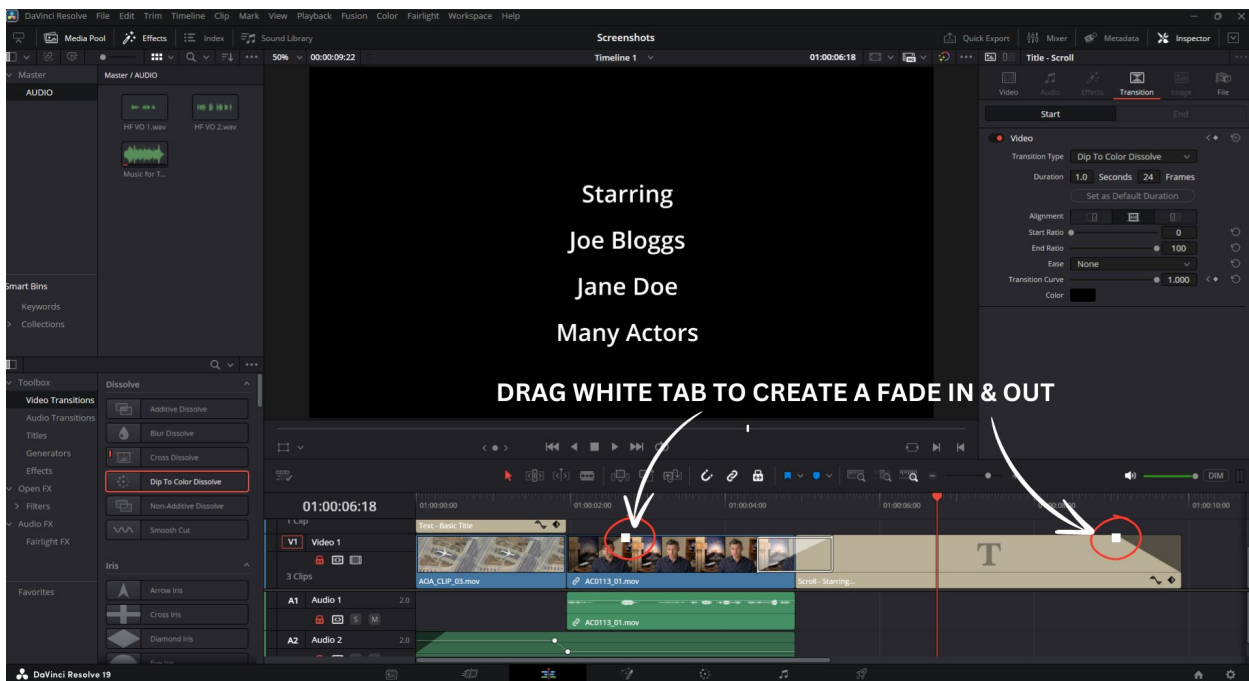 DaVinci Resolve File Edit Trim Timeline Clip Mark View Playback Fusion Color Fairlight Workspace Help
Media Pool Effects Index Sound Library Screenshots Quick Export Mixer Metadata Inspector
50% 00:00:09:22 Timeline 1 01:00:06:18 Title - Scroll
Master
AUDIO
Master / AUDIO
HF VO 1.wav HF VO 2.wav
Music for T...
Smart Bins
Keywords
Collections
Starring
Joe Bloggs
Jane Doe
Many Actors
DRAG WHITE TAB TO CREATE A FADE IN & OUT
Video Audio Effects Transition Image File
Start End
Video
Transition Type Dip To Color Dissolve
Duration 1.0 Seconds 24 Frames
Set as Default Duration
Alignment
Start Ratio 0
End Ratio 100
Ease None
Transition Curve 1.000
Color
Toolbox
Video Transitions
Audio Transitions
Titles
Generators
Effects
Open FX
Filters
Audio FX
Fairlight FX
Favorites
Dissolve
Additive Dissolve
Blur Dissolve
Cross Dissolve
Dip To Color Dissolve
Non-Additive Dissolve
Smooth Cut
Iris
Arrow Iris
Cross Iris
Diamond Iris
Eye Iris
DIM
01:00:06:18 01:00:00:00 01:00:02:00 01:00:04:00 01:00:06:00 01:00:08:00 01:00:10:00
1 Clip Text - Basic Title
V1 Video 1
T
3 Clips AOA_CLIP_03.mov AC0113_01.mov Scroll - Starring...
A1 Audio 1 2.0
S M AC0113_01.mov
A2 Audio 2 2.0
DaVinci Resolve 19